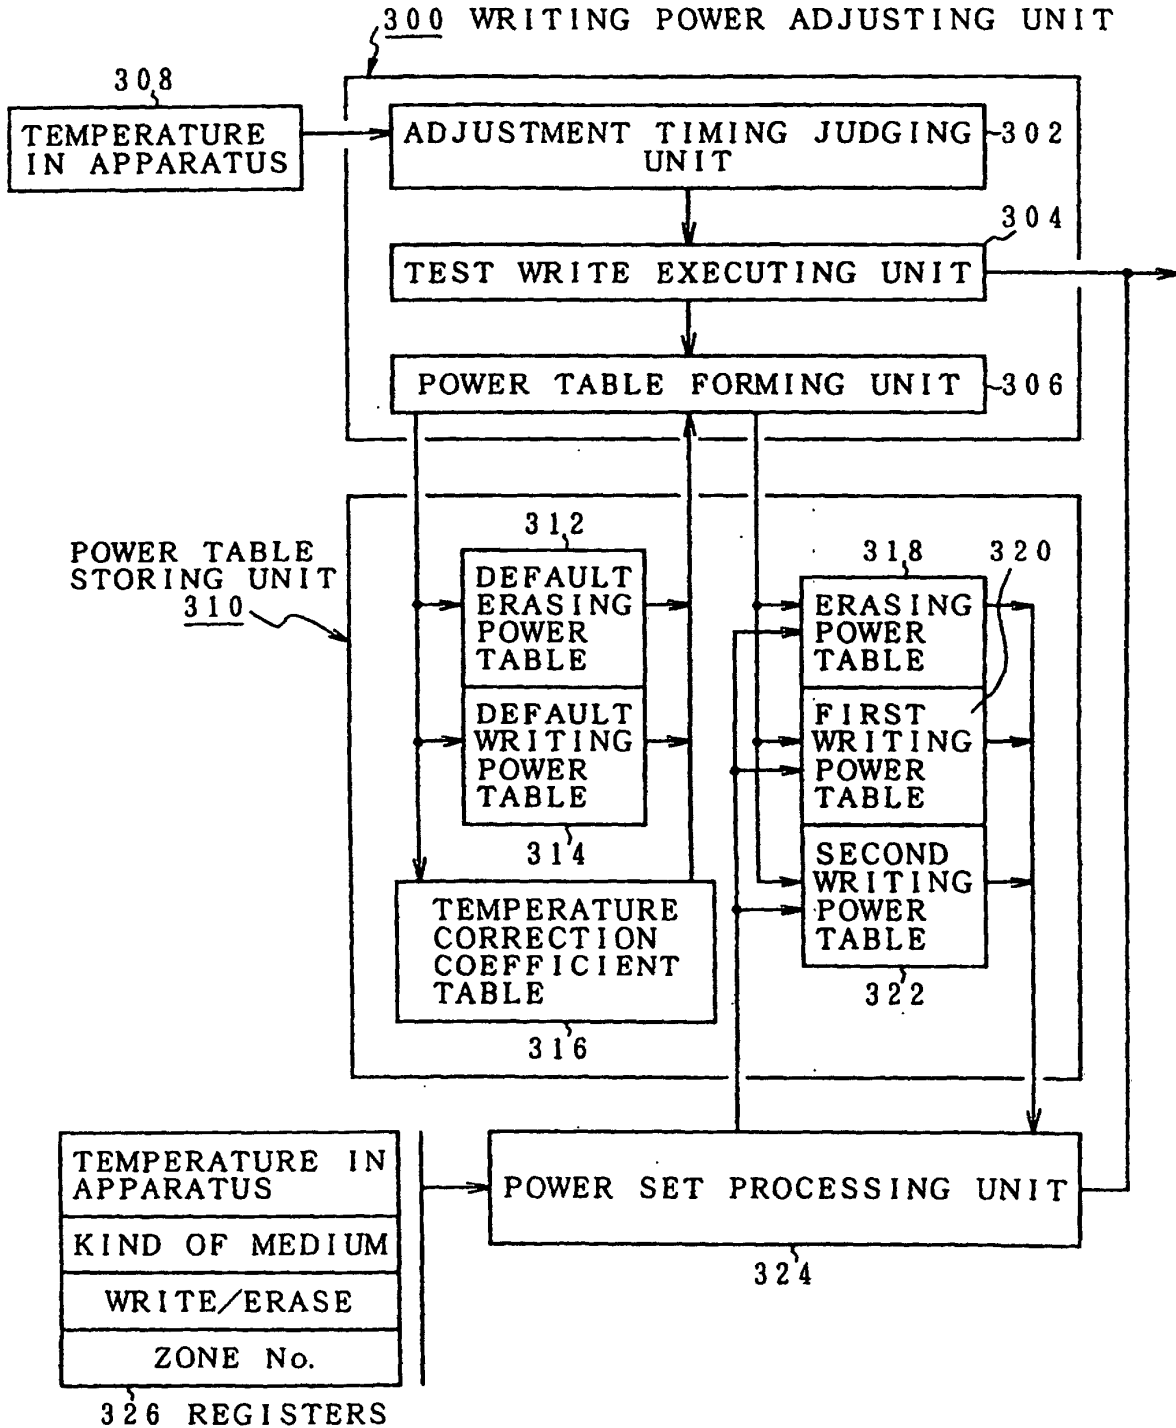 300 WRITING POWER ADJUSTING UNIT
308
TEMPERATURE
IN APPARATUS
ADJUSTMENT TIMING JUDGING
UNIT
302
304
TEST WRITE EXECUTING UNIT
POWER TABLE FORMING UNIT
306
POWER TABLE
STORING UNIT
310
312
DEFAULT
ERASING
POWER
TABLE
DEFAULT
WRITING
POWER
TABLE
314
TEMPERATURE
CORRECTION
COEFFICIENT
TABLE
316
318
320
ERASING
POWER
TABLE
FIRST
WRITING
POWER
TABLE
SECOND
WRITING
POWER
TABLE
322
TEMPERATURE IN
APPARATUS
KIND OF MEDIUM
WRITE/ERASE
ZONE No.
326 REGISTERS
POWER SET PROCESSING UNIT
324